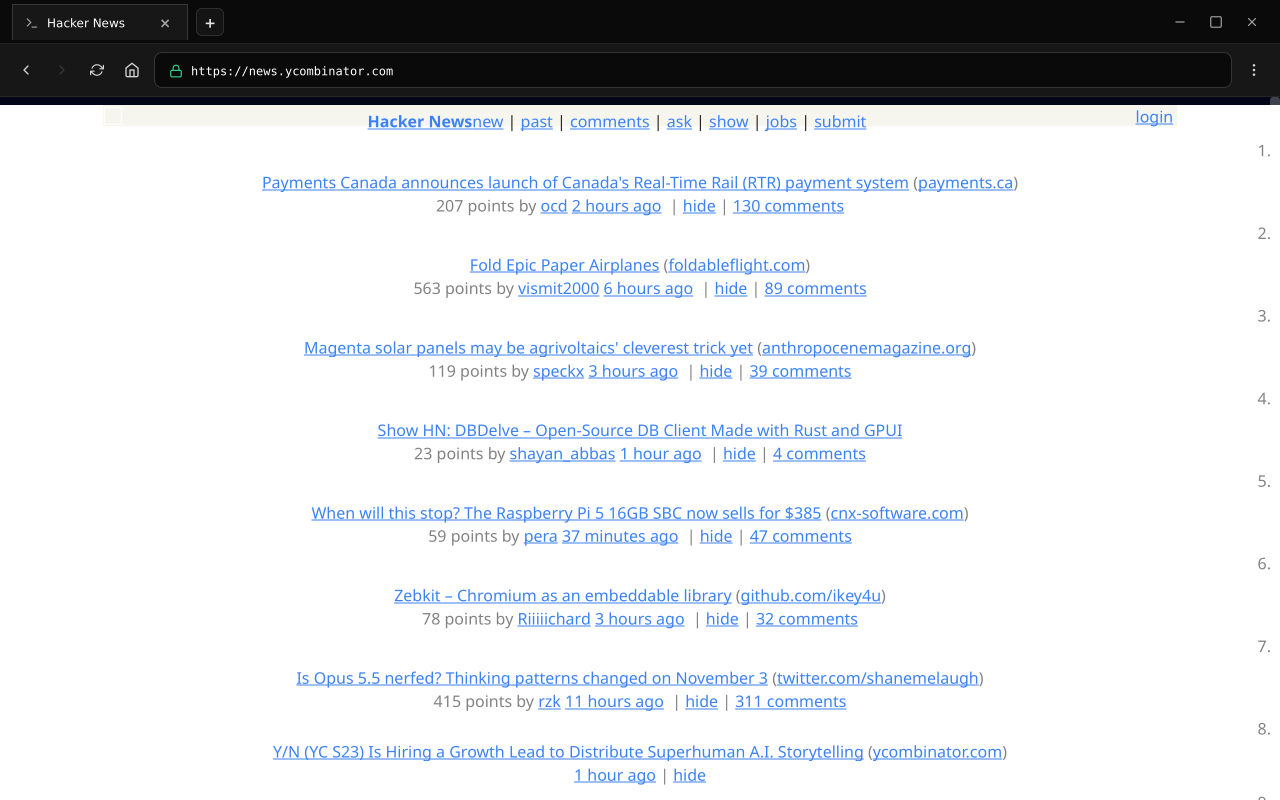 Hacker News
https://news.ycombinator.com
Hacker Newsnew | past | comments | ask | show | jobs | submit
login
1.
Payments Canada announces launch of Canada's Real-Time Rail (RTR) payment system (payments.ca)
207 points by ocd 2 hours ago | hide | 130 comments
2.
Fold Epic Paper Airplanes (foldableflight.com)
563 points by vismit2000 6 hours ago | hide | 89 comments
3.
Magenta solar panels may be agrivoltaics' cleverest trick yet (anthropocenemagazine.org)
119 points by speckx 3 hours ago | hide | 39 comments
4.
Show HN: DBDelve – Open-Source DB Client Made with Rust and GPUI
23 points by shayan_abbas 1 hour ago | hide | 4 comments
5.
When will this stop? The Raspberry Pi 5 16GB SBC now sells for $385 (cnx-software.com)
59 points by pera 37 minutes ago | hide | 47 comments
6.
Zebkit – Chromium as an embeddable library (github.com/ikey4u)
78 points by Riiiiichard 3 hours ago | hide | 32 comments
7.
Is Opus 5.5 nerfed? Thinking patterns changed on November 3 (twitter.com/shanemelaugh)
415 points by rzk 11 hours ago | hide | 311 comments
8.
Y/N (YC S23) Is Hiring a Growth Lead to Distribute Superhuman A.I. Storytelling (ycombinator.com)
1 hour ago | hide